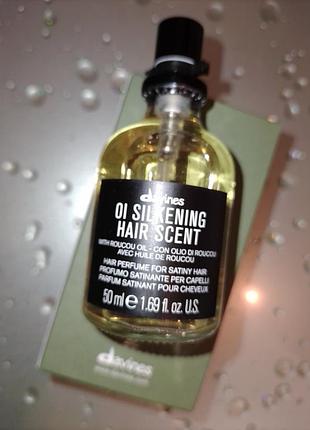 davines
OI SILKENING
HAIR SCENT
WITH ROUCOU OIL - CON OLIO DI ROUCOU
AVEC HUILE DE ROUCOU
HAIR PERFUME FOR SATINY HAIR
PROFUMO SATINANTE PER CAPELLI
PARFUM SATINANT POUR CHEVEUX
50 ml e 1.69 fl. oz. U.S.
davines